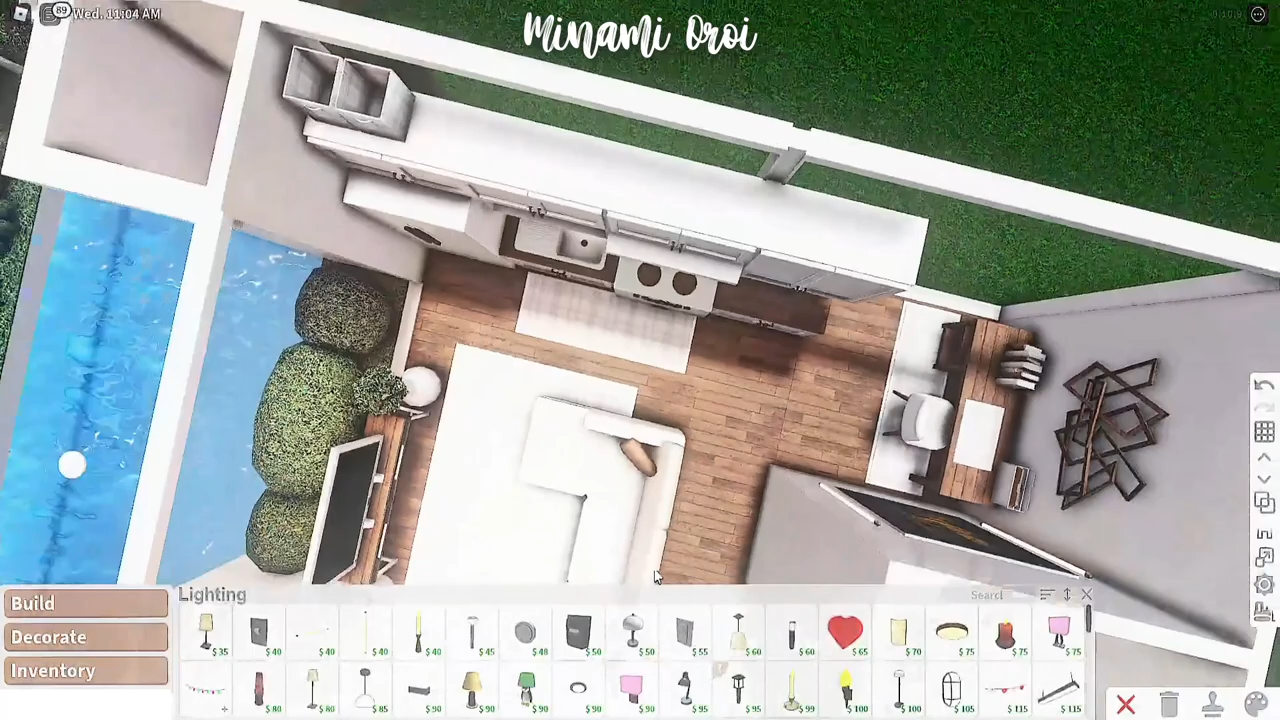 89 Wed. 11:04 AM
Minami Oroi
Build
Decorate
Inventory
Lighting
Search
$35 $40 $40 $40 $40 $45 $48 $50 $50 $55 $60 $60 $65 $70 $75 $75 $75
$80 $80 $85 $90 $90 $90 $90 $90 $90 $95 $99 $100 $100 $105 $115 $115